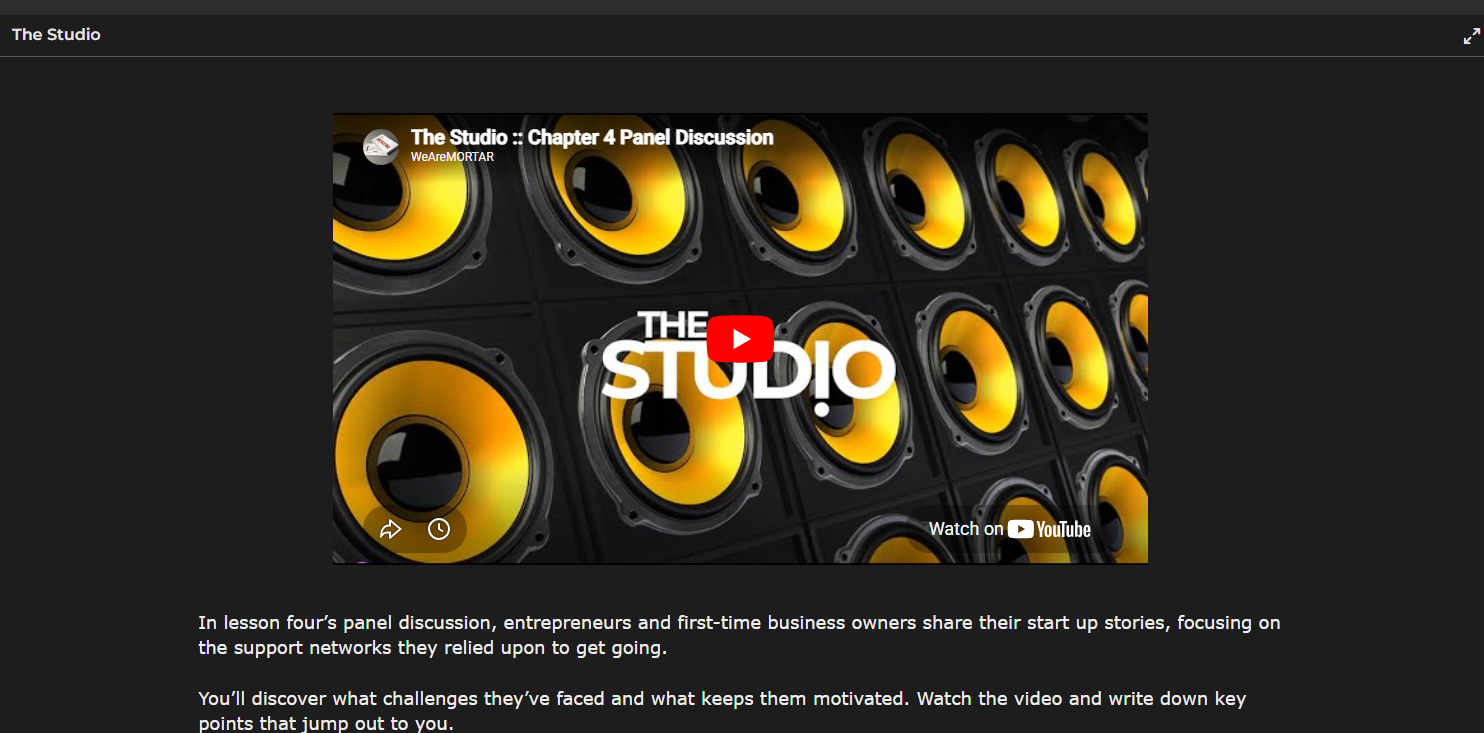 The Studio
The Studio :: Chapter 4 Panel Discussion
WeAreMORTAR
THE
STUDIO
Watch on YouTube
In lesson four’s panel discussion, entrepreneurs and first-time business owners share their start up stories, focusing on
the support networks they relied upon to get going.
You’ll discover what challenges they’ve faced and what keeps them motivated. Watch the video and write down key
points that jump out to you.